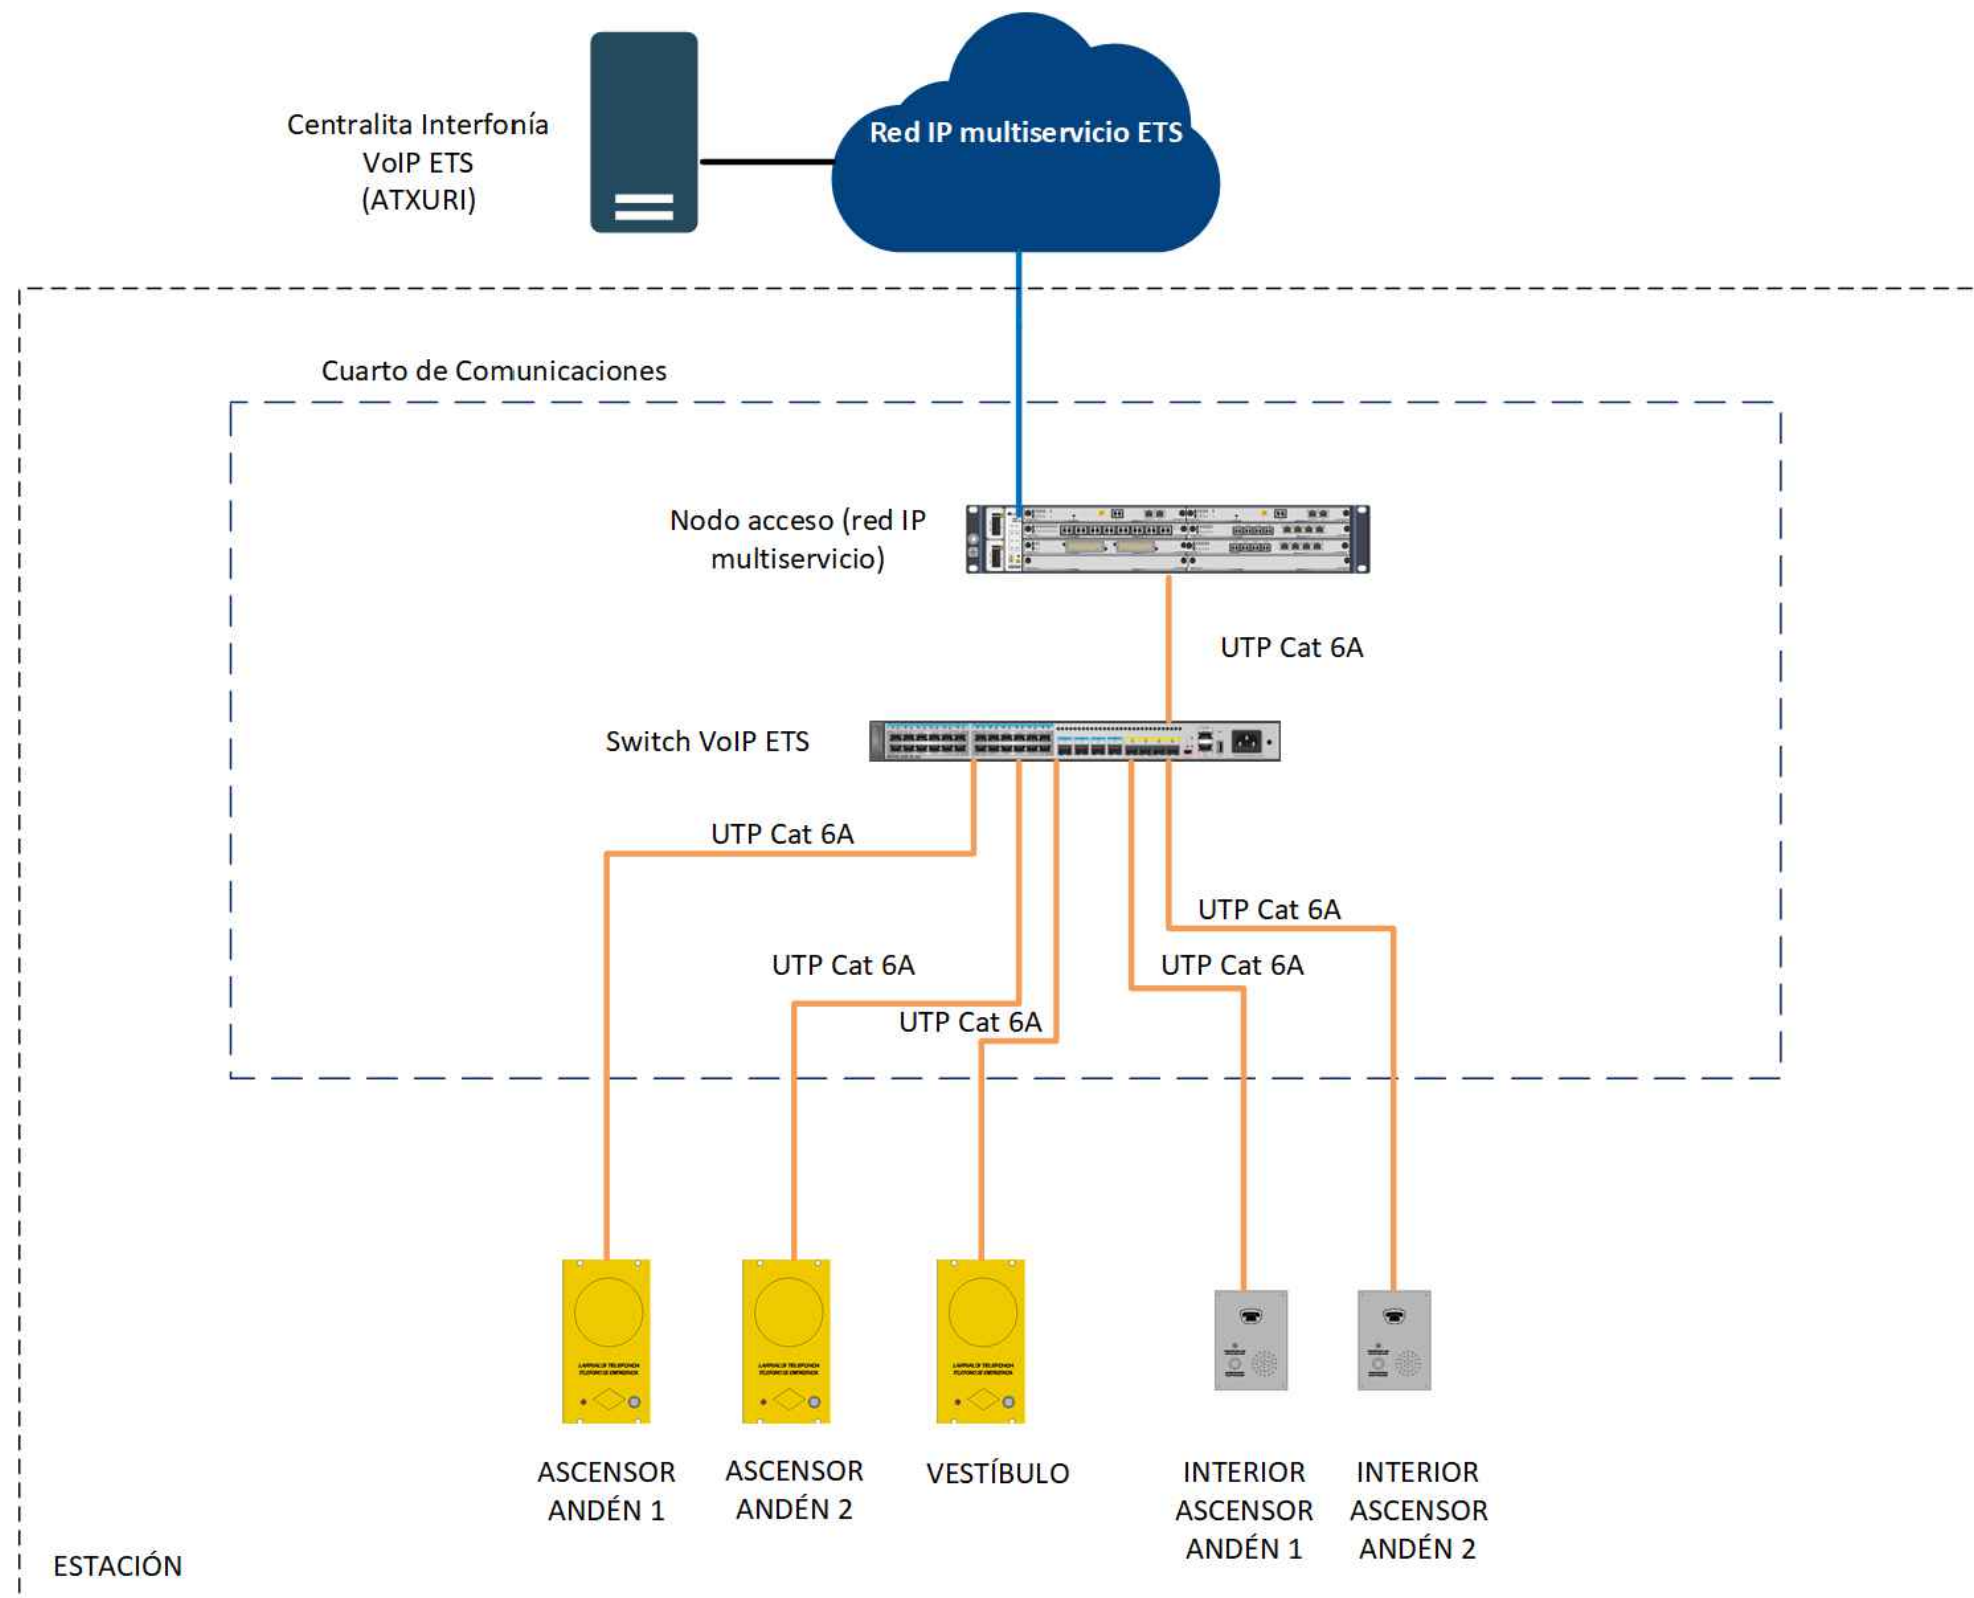 Centralita Interfonía
VoIP ETS
(ATXURI)
Red IP multiservicio ETS
Cuarto de Comunicaciones
Nodo acceso (red IP
multiservicio)
UTP Cat 6A
Switch VoIP ETS
UTP Cat 6A
UTP Cat 6A
UTP Cat 6A
UTP Cat 6A
UTP Cat 6A
ASCENSOR
ANDÉN 1
ASCENSOR
ANDÉN 2
VESTÍBULO
INTERIOR
ASCENSOR
ANDÉN 1
INTERIOR
ASCENSOR
ANDÉN 2
ESTACIÓN